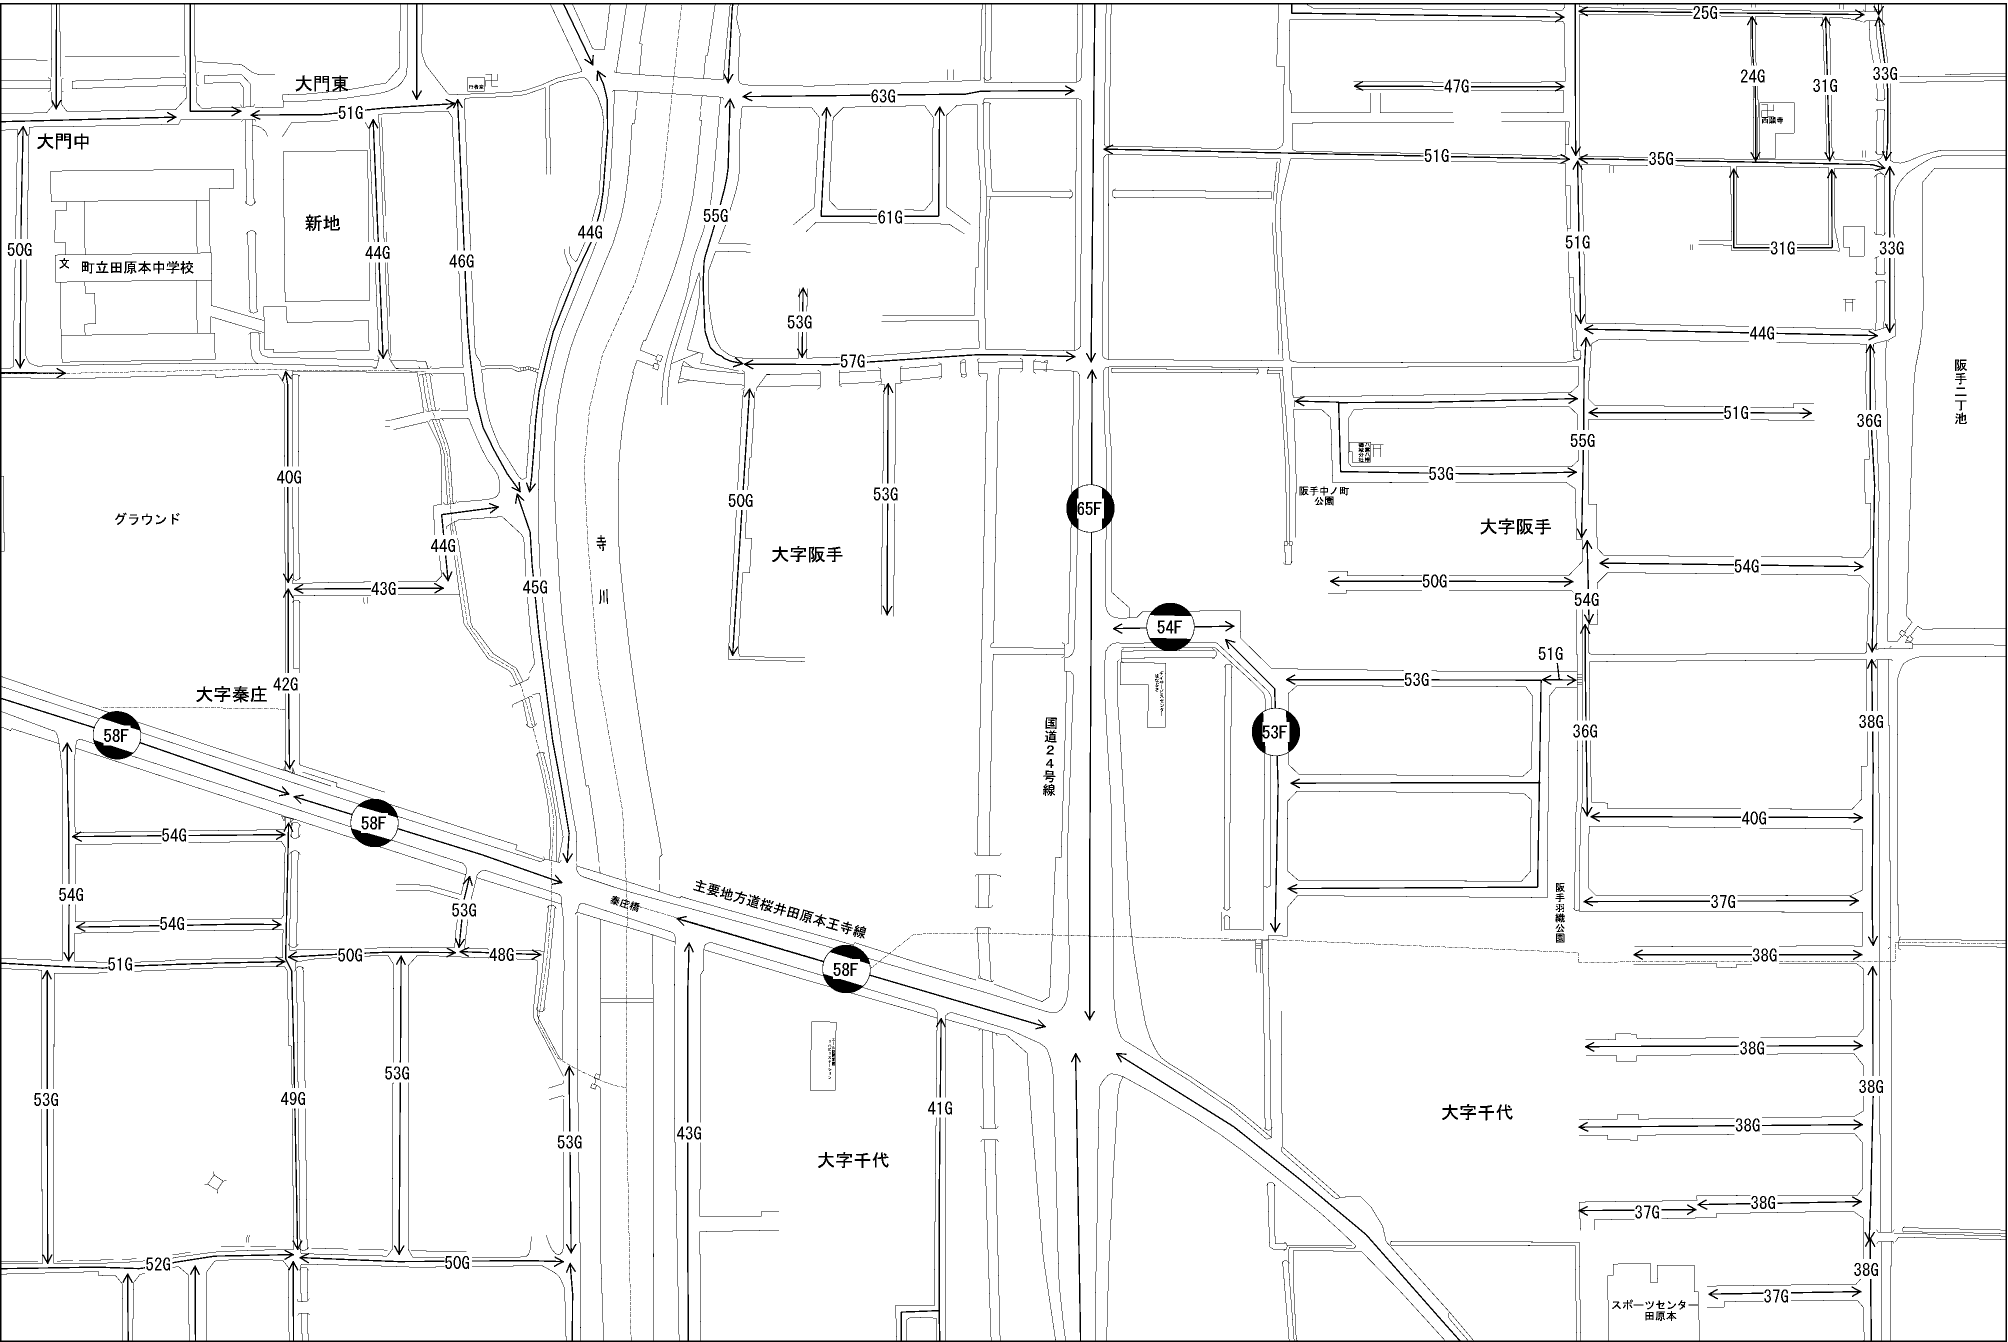 25G
大門東
24G
31G
33G
47G
63G
51G
大門中
西蓮寺
51G
35G
55G
61G
新地
44G
50G
44G
46G
51G
31G
33G
文 町立田原本中学校
53G
44G
57G
阪手二丁池
51G
36G
55G
40G
53G
53G
50G
阪手中ノ町
公園
65F
グラウンド
大字阪手
44G
寺川
大字阪手
54G
43G
45G
50G
54G
54F
51G
42G
大字秦庄
53G
国道24号線
38G
58F
53F
36G
58F
40G
54G
54G
主要地方道桜井田原本王寺線
秦庄橋
53G
37G
阪手羽織公園
54G
50G
48G
38G
51G
58F
38G
53G
53G
49G
41G
38G
大字千代
43G
53G
38G
大字千代
38G
37G
52G
50G
38G
37G
スポーツセンター
田原本